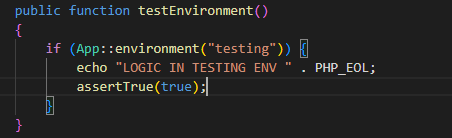 public function testEnvironment()
{
    if (App::environment("testing")) {
        echo "LOGIC IN TESTING ENV " . PHP_EOL;
        assertTrue(true);
    }
}